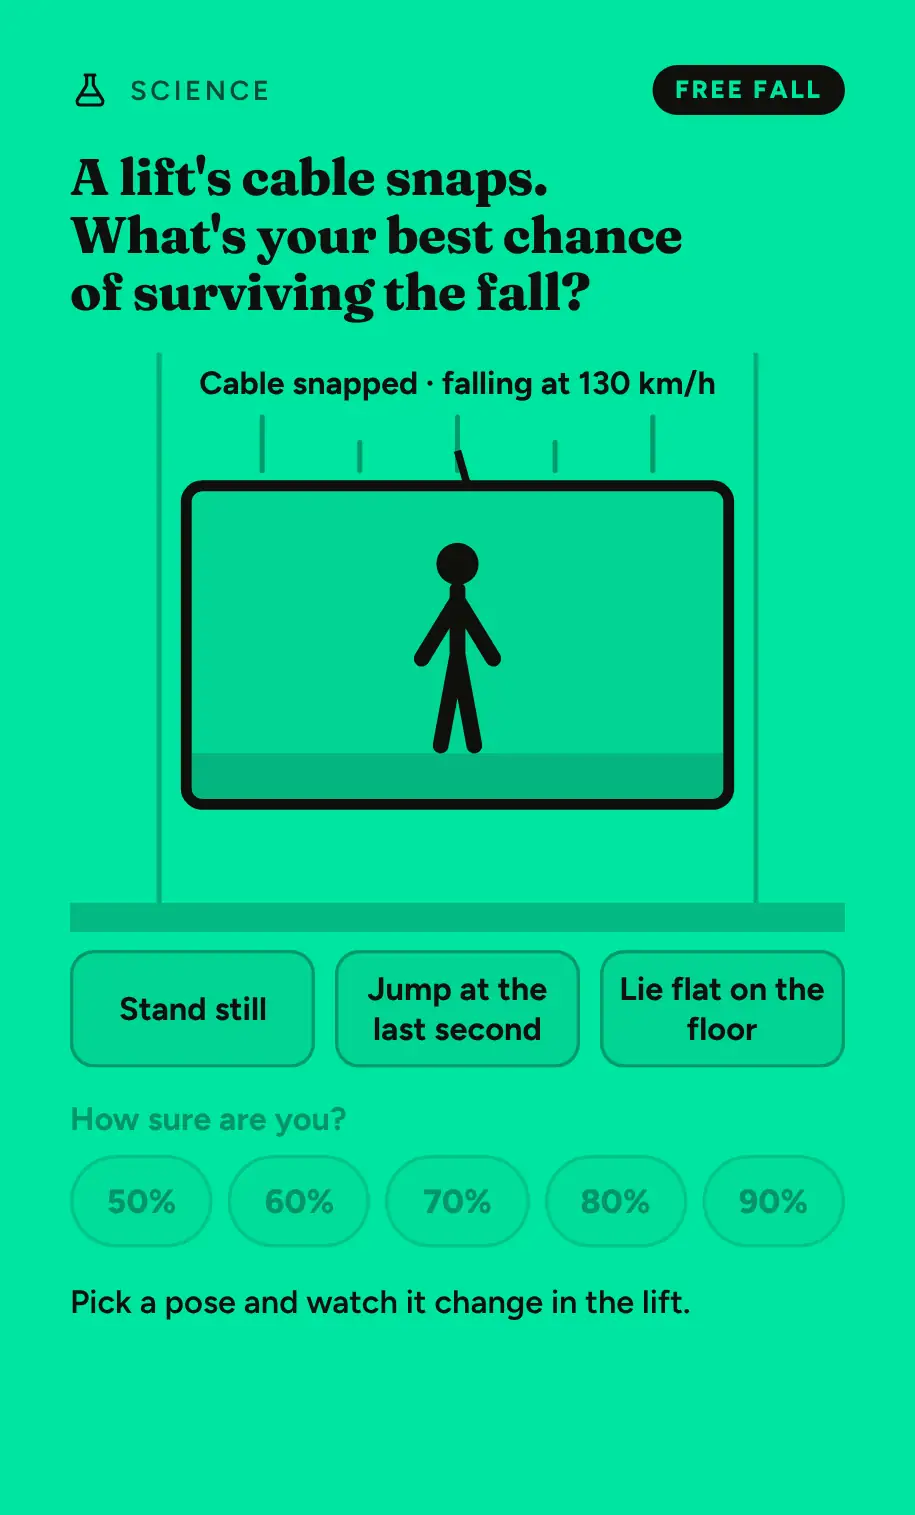 SCIENCE
FREE FALL
A lift's cable snaps.
What's your best chance
of surviving the fall?
Cable snapped · falling at 130 km/h
Stand still
Jump at the
last second
Lie flat on the
floor
How sure are you?
50%
60%
70%
80%
90%
Pick a pose and watch it change in the lift.